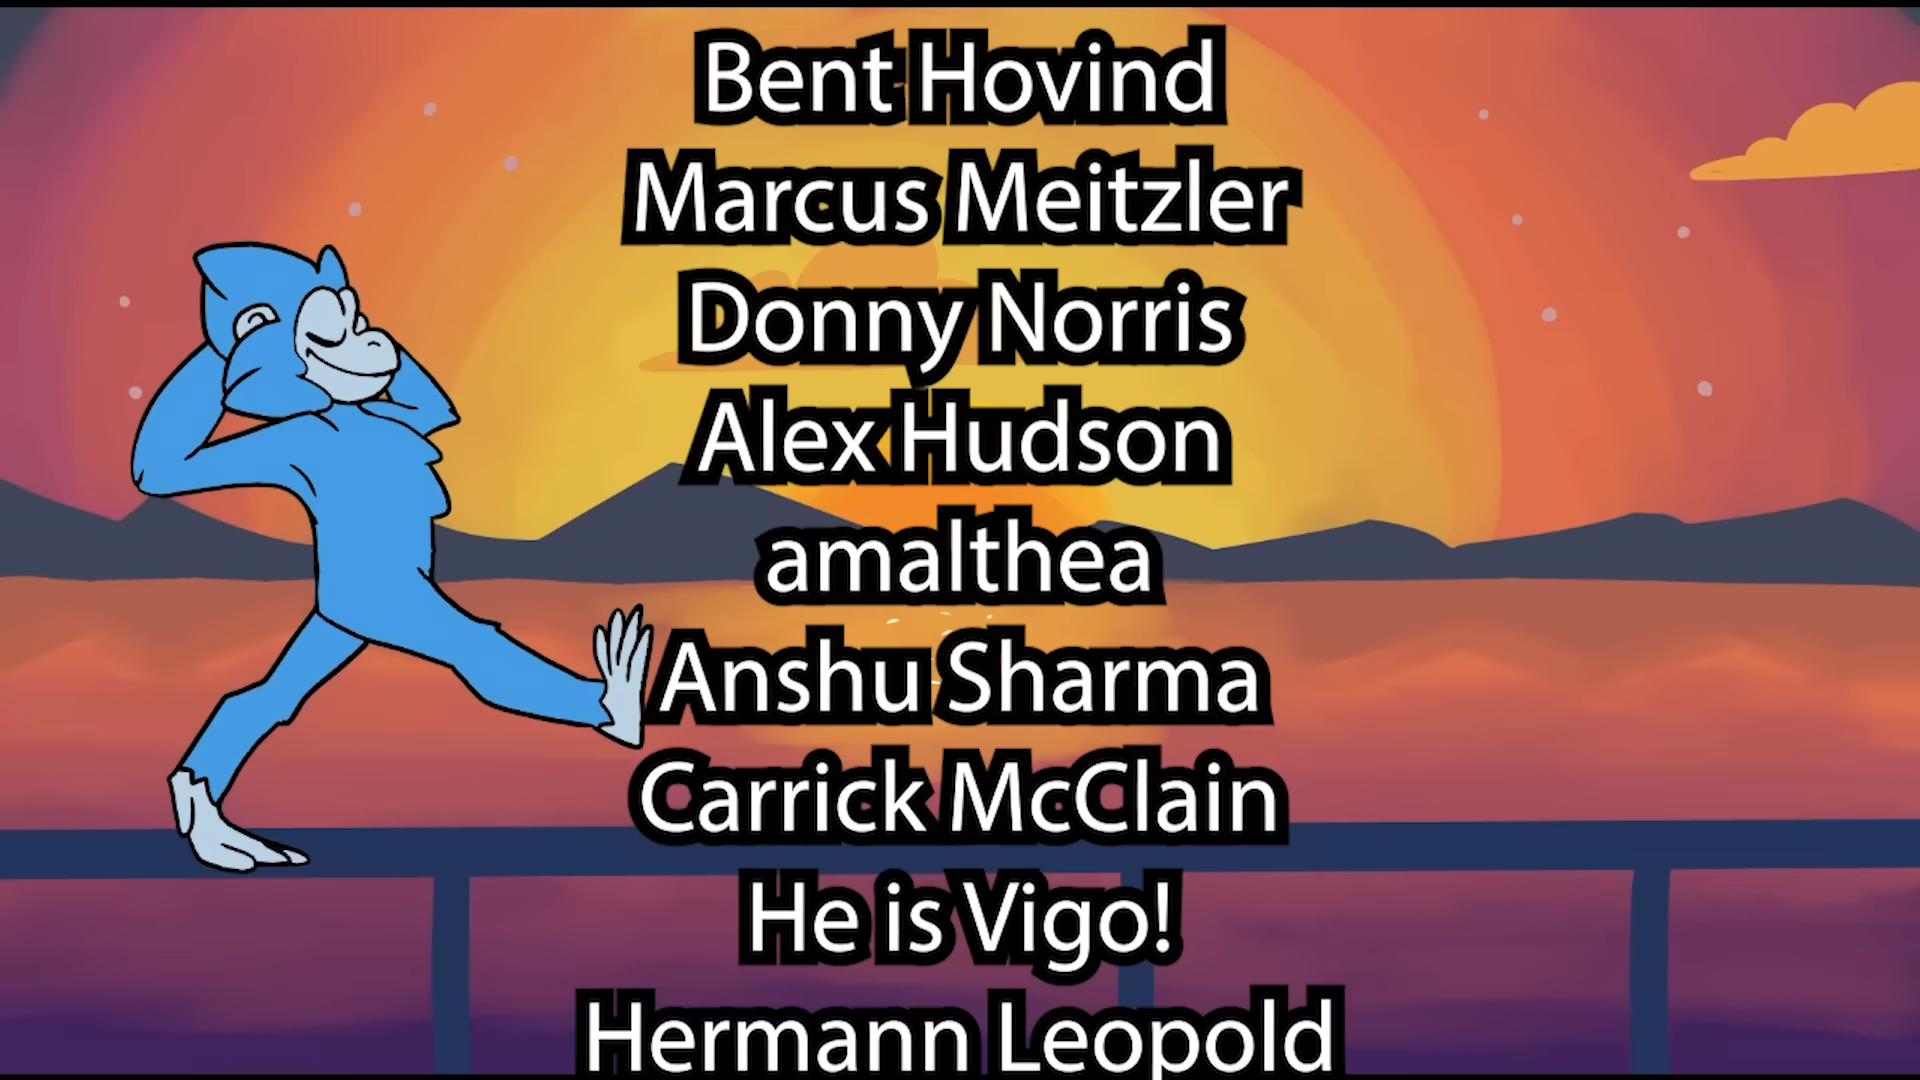 Bent Hovind
Marcus Meitzler
Donny Norris
Alex Hudson
amalthea
Anshu Sharma
Carrick McClain
He is Vigo!
Hermann Leopold